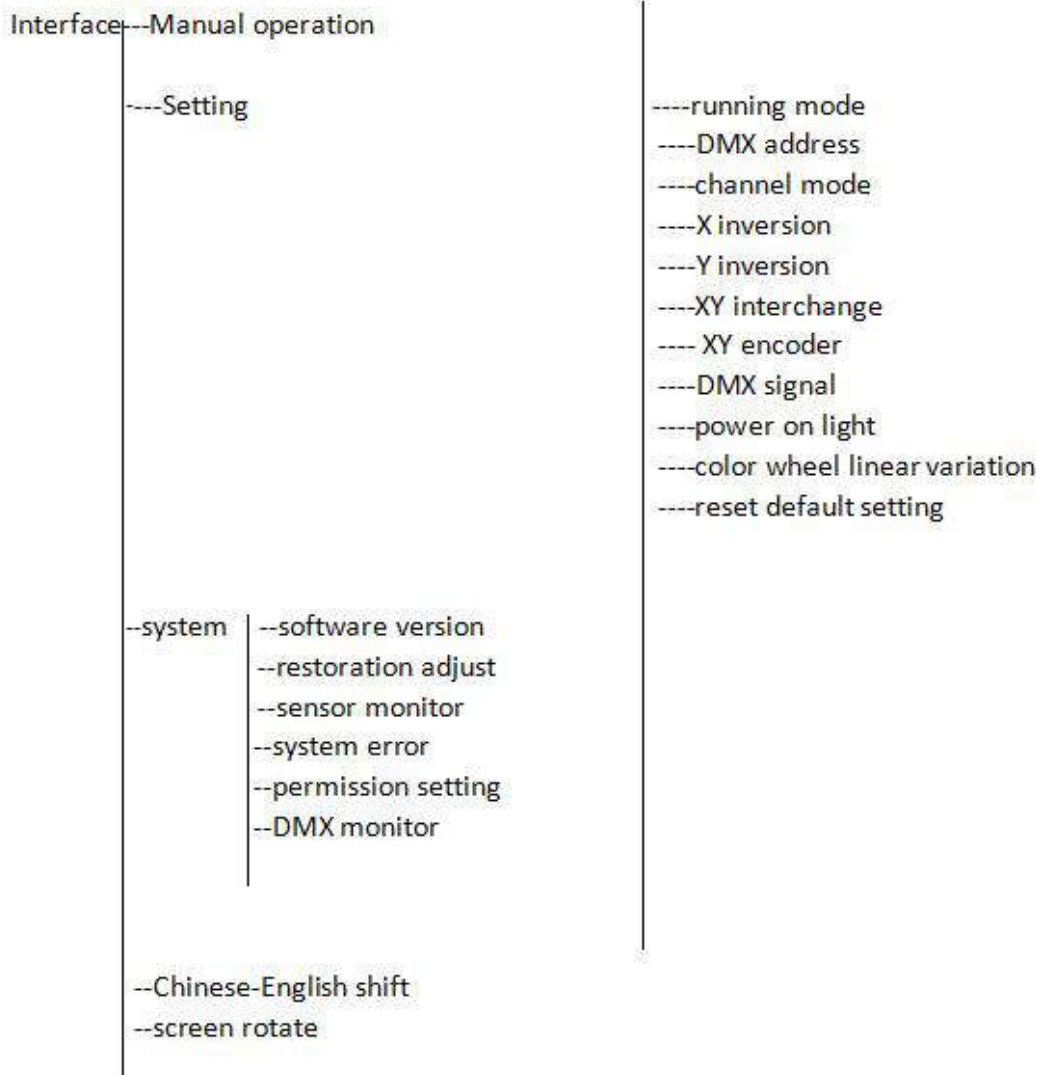 Interface---Manual operation
----Setting
----running mode
----DMX address
----channel mode
----X inversion
----Y inversion
----XY interchange
---- XY encoder
----DMX signal
----power on light
----color wheel linear variation
----reset default setting
--system
--software version
--restoration adjust
--sensor monitor
--system error
--permission setting
--DMX monitor
--Chinese-English shift
--screen rotate